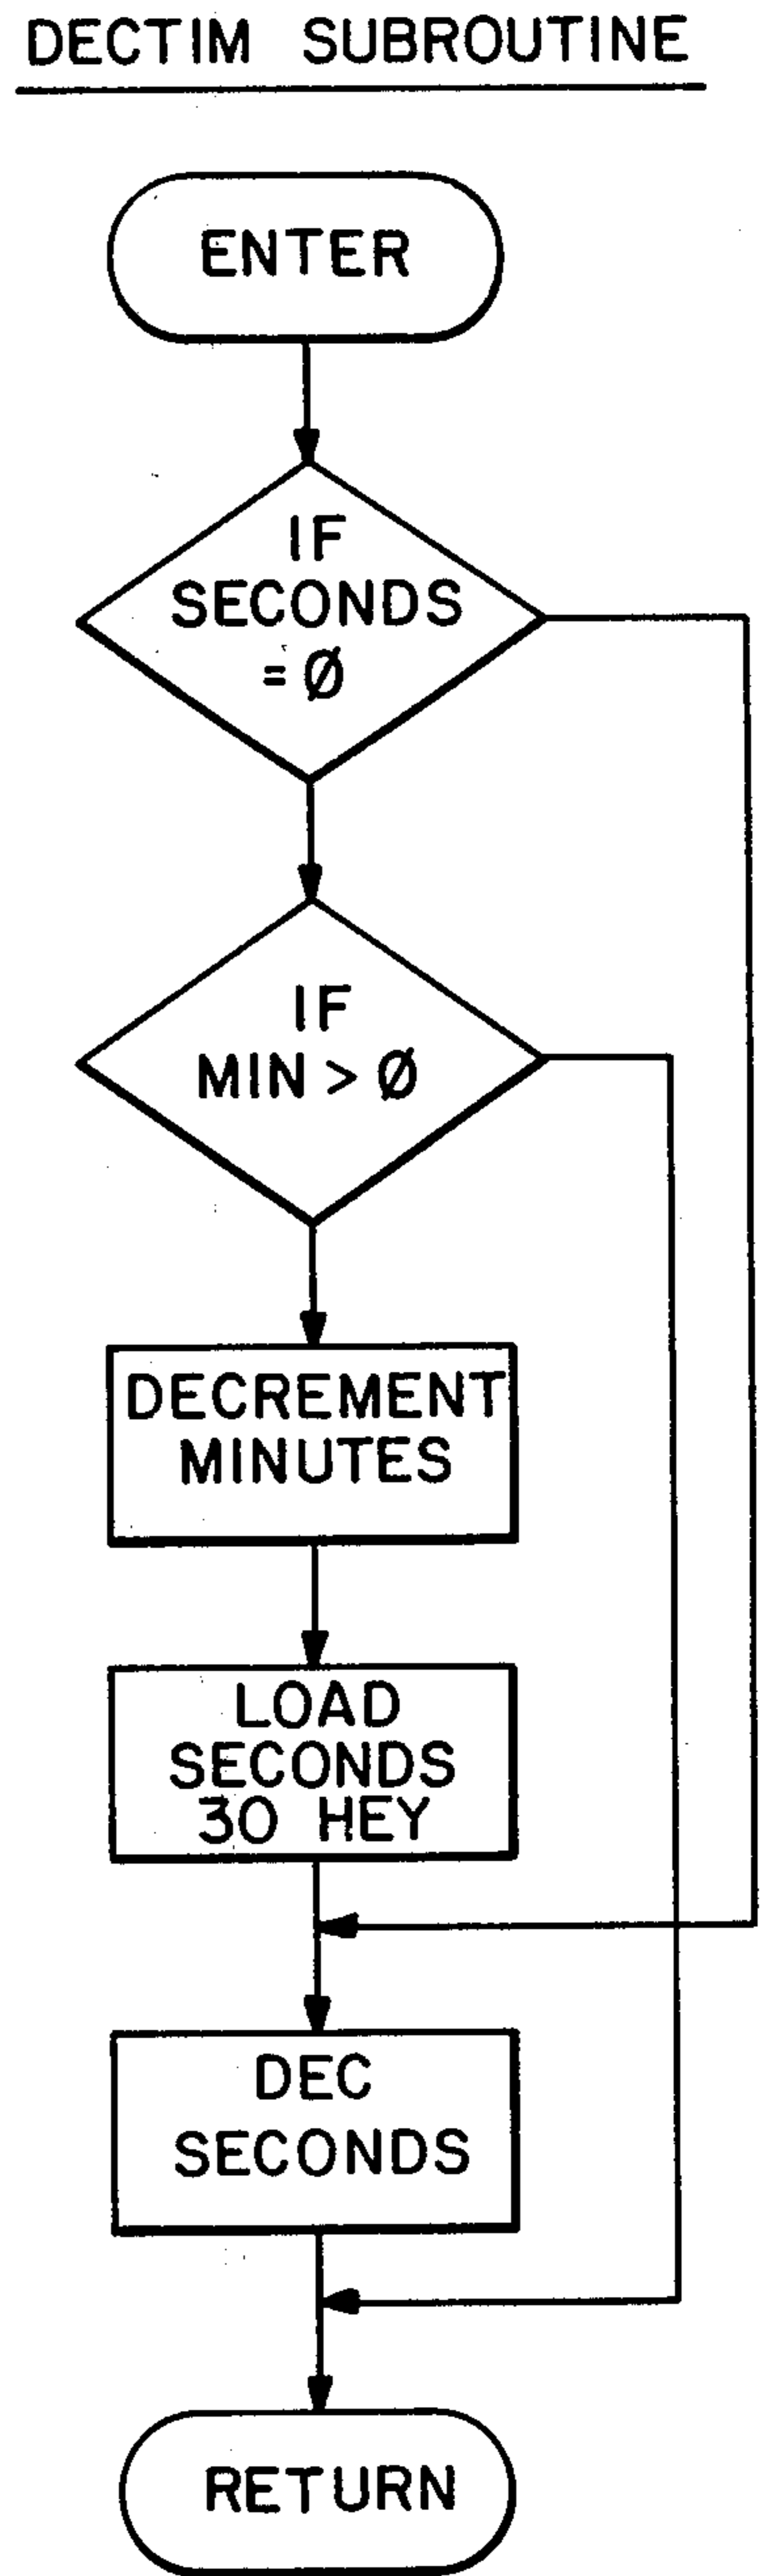 DECTIM SUBROUTINE
ENTER
IF
SECONDS
= Ø
IF
MIN > Ø
DECREMENT
MINUTES
LOAD
SECONDS
30 HEY
DEC
SECONDS
RETURN